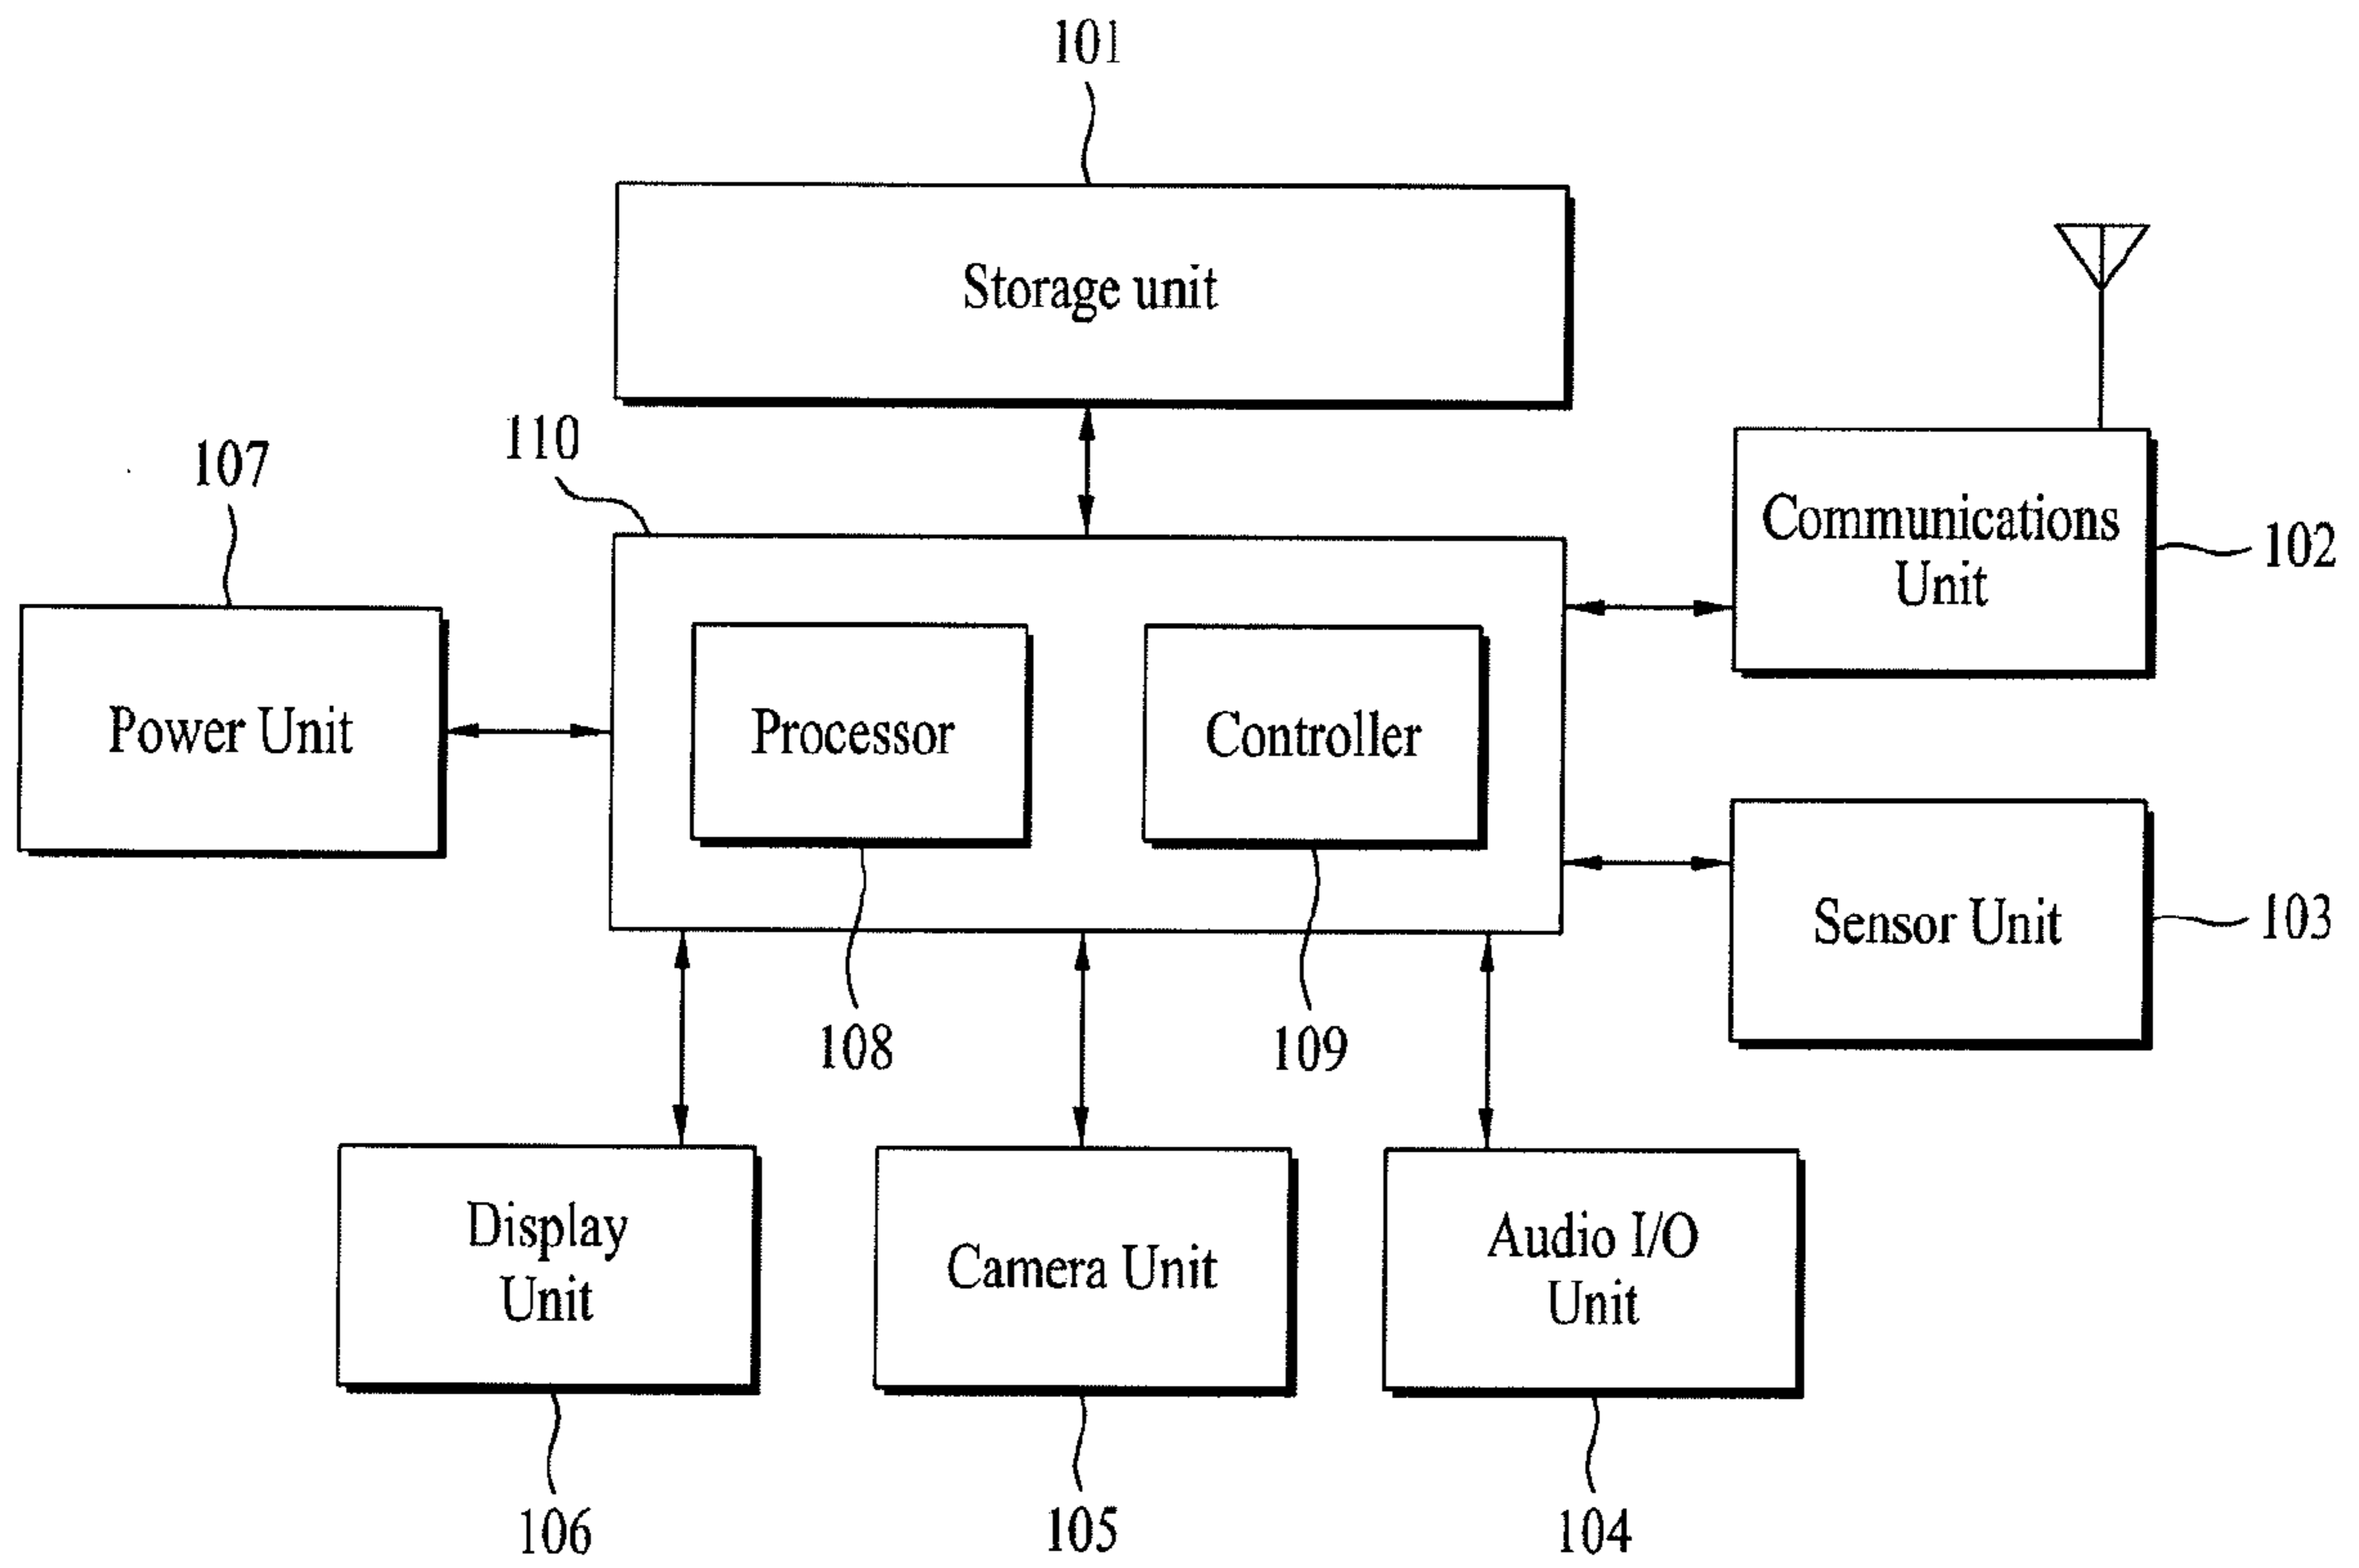 101
Storage unit
110
107
Communications
Unit
102
Power Unit
Processor
Controller
Sensor Unit
103
108
109
Display
Unit
Camera Unit
Audio I/O
Unit
106
105
104